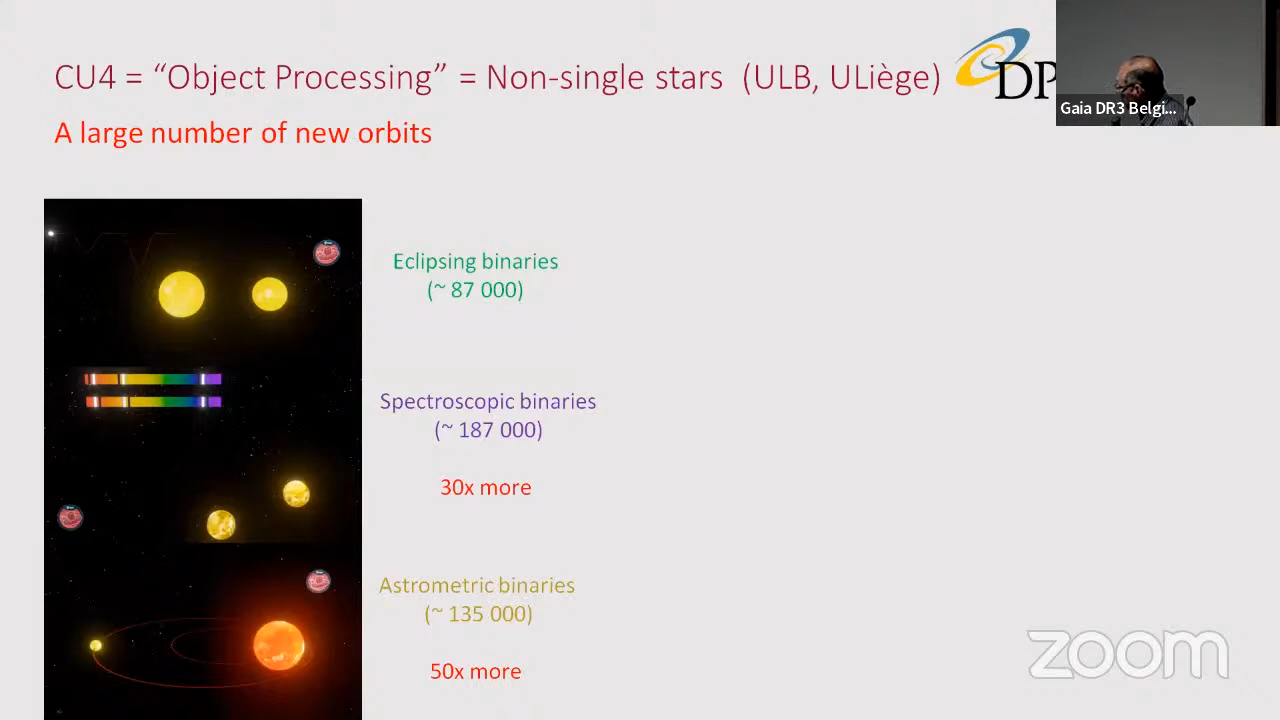 CU4 = “Object Processing” = Non-single stars (ULB, ULiège)
DP
Gaia DR3 Belgi...
A large number of new orbits
Eclipsing binaries
(~ 87 000)
Spectroscopic binaries
(~ 187 000)
30x more
Astrometric binaries
(~ 135 000)
50x more
zoom